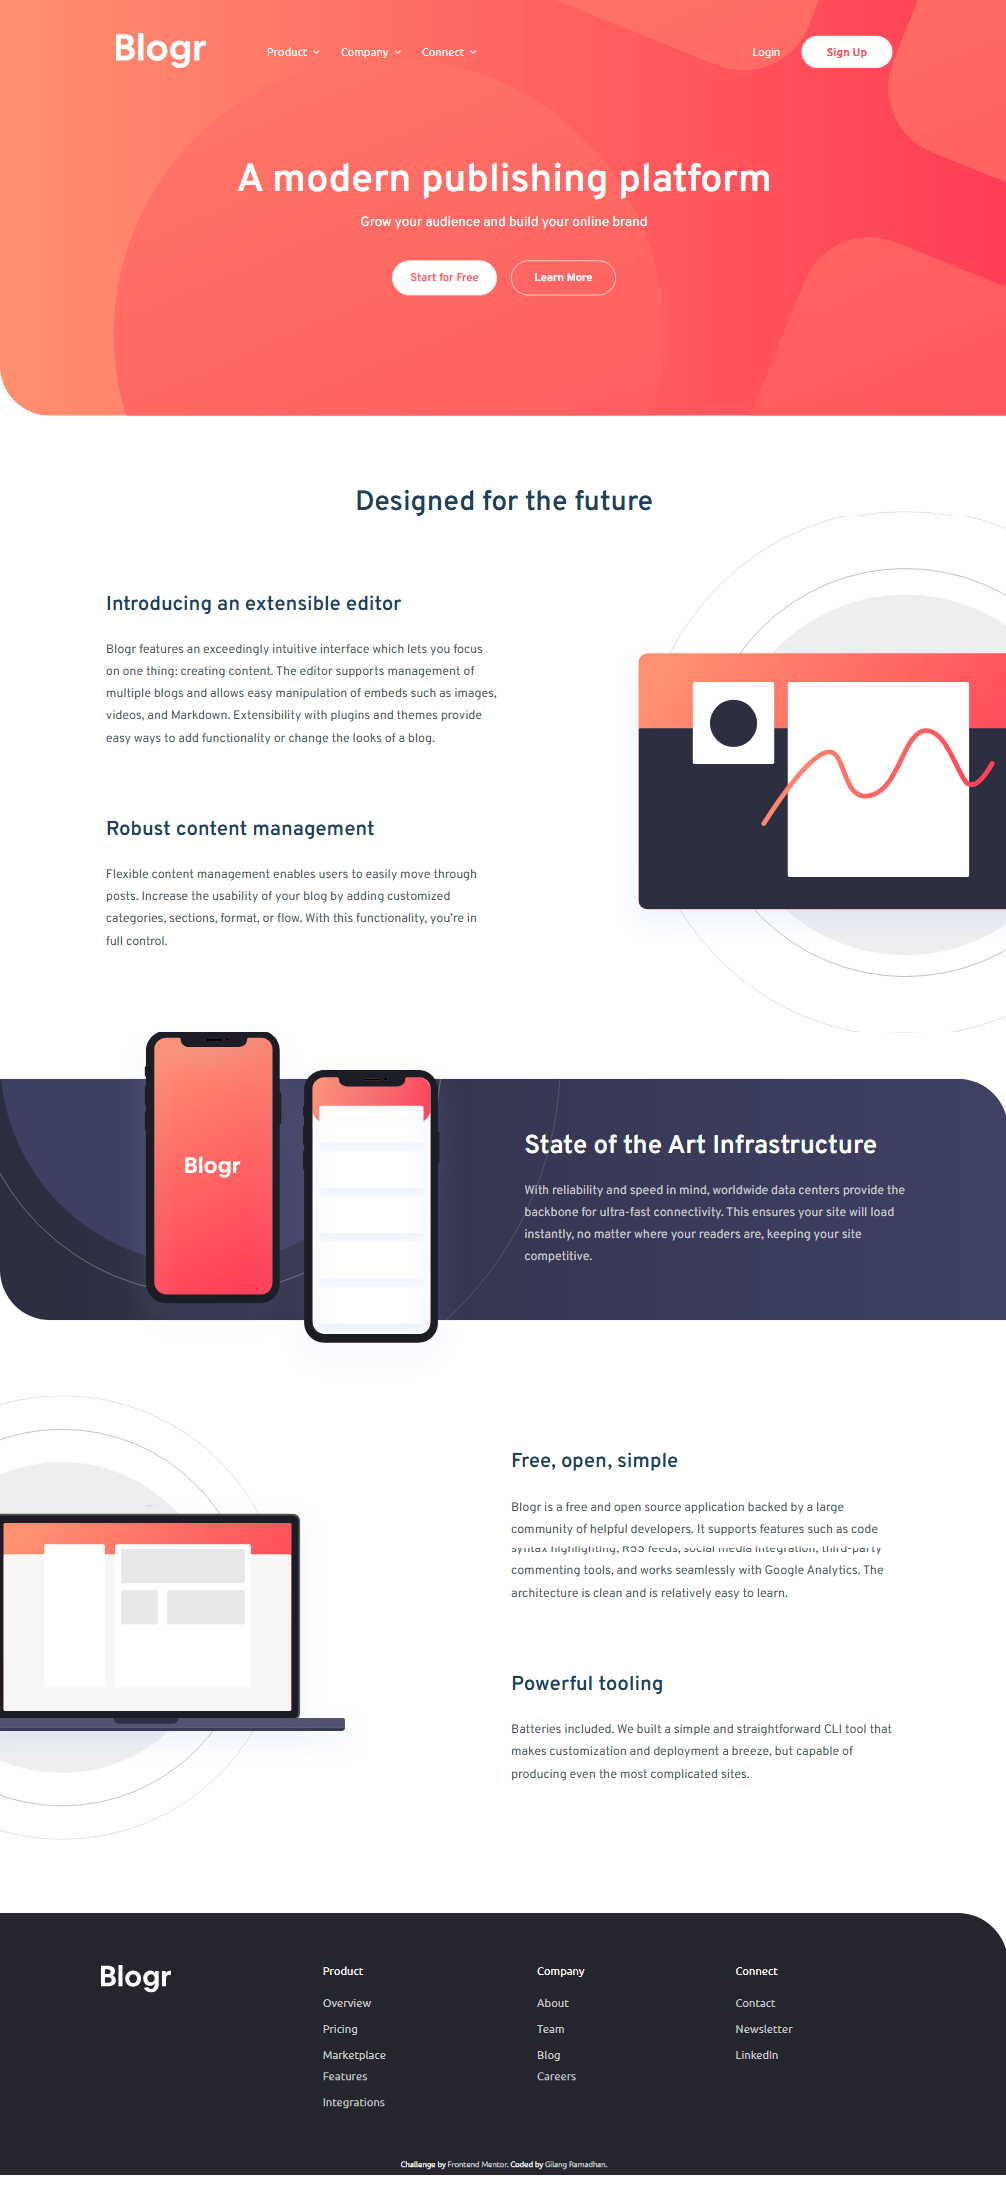 Blogr
Product
Company
Connect
Login
Sign Up
A modern publishing platform
Grow your audience and build your online brand
Start for Free
Learn More
Designed for the future
Introducing an extensible editor
Blogr features an exceedingly intuitive interface which lets you focus
on one thing: creating content. The editor supports management of
multiple blogs and allows easy manipulation of embeds such as images,
videos, and Markdown. Extensibility with plugins and themes provide
easy ways to add functionality or change the looks of a blog.
Robust content management
Flexible content management enables users to easily move through
posts. Increase the usability of your blog by adding customized
categories, sections, format, or flow. With this functionality, you're in
full control.
Blogr
State of the Art Infrastructure
With reliability and speed in mind, worldwide data centers provide the
backbone for ultra-fast connectivity. This ensures your site will load
instantly, no matter where your readers are, keeping your site
competitive.
Free, open, simple
Blogr is a free and open source application backed by a large
community of helpful developers. It supports features such as code
syntax highlighting, RSS feeds, social media integration, third-party
commenting tools, and works seamlessly with Google Analytics. The
architecture is clean and is relatively easy to learn.
Powerful tooling
Batteries included. We built a simple and straightforward CLI tool that
makes customization and deployment a breeze, but capable of
producing even the most complicated sites.
Blogr
Product
Overview
Pricing
Marketplace
Features
Integrations
Company
About
Team
Blog
Careers
Connect
Contact
Newsletter
LinkedIn
Challenge by Frontend Mentor. Coded by Gilang Ramadhan.